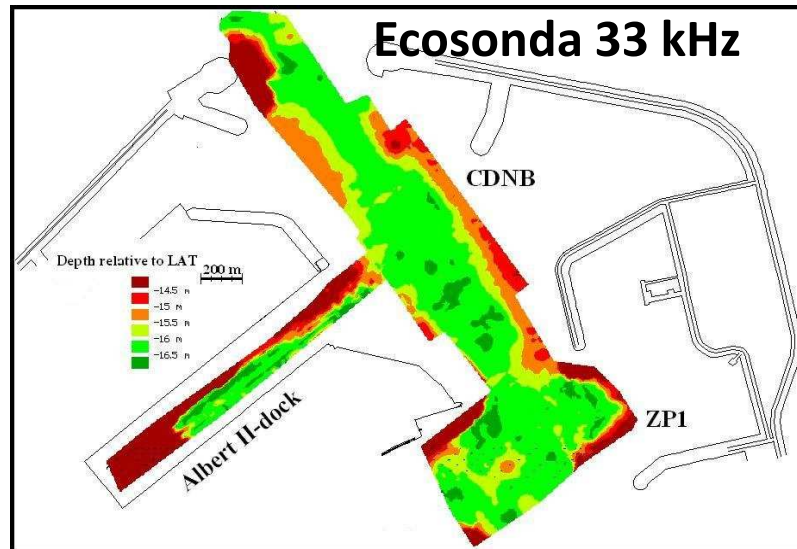 Ecosonda 33 kHz
CDNB
Depth relative to LAT
200 m
-14.5 m
-15 m
-15.5 m
-16 m
-16.5 m
Albert II-dock
ZP1